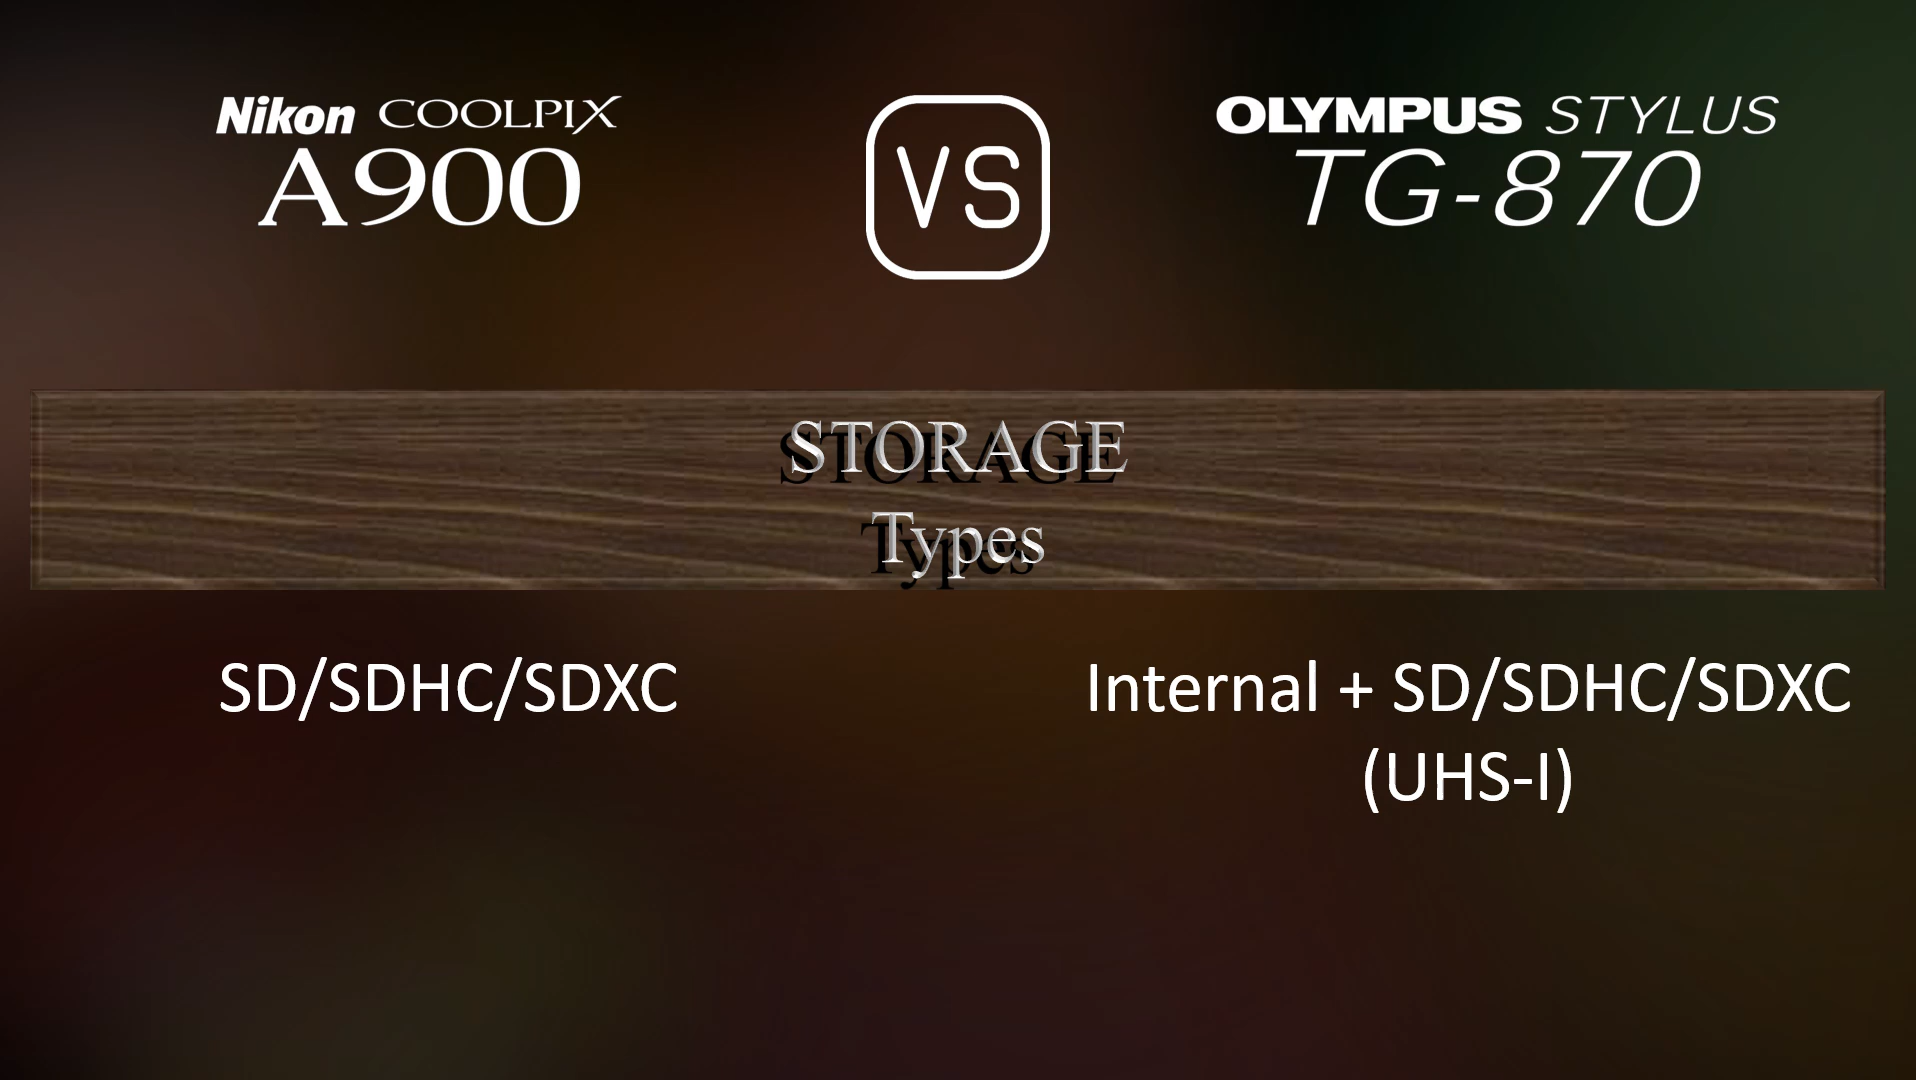 Nikon COOLPIX
A900
VS
OLYMPUS STYLUS
TG-870
STORAGE
Types
SD/SDHC/SDXC
Internal + SD/SDHC/SDXC
(UHS-I)